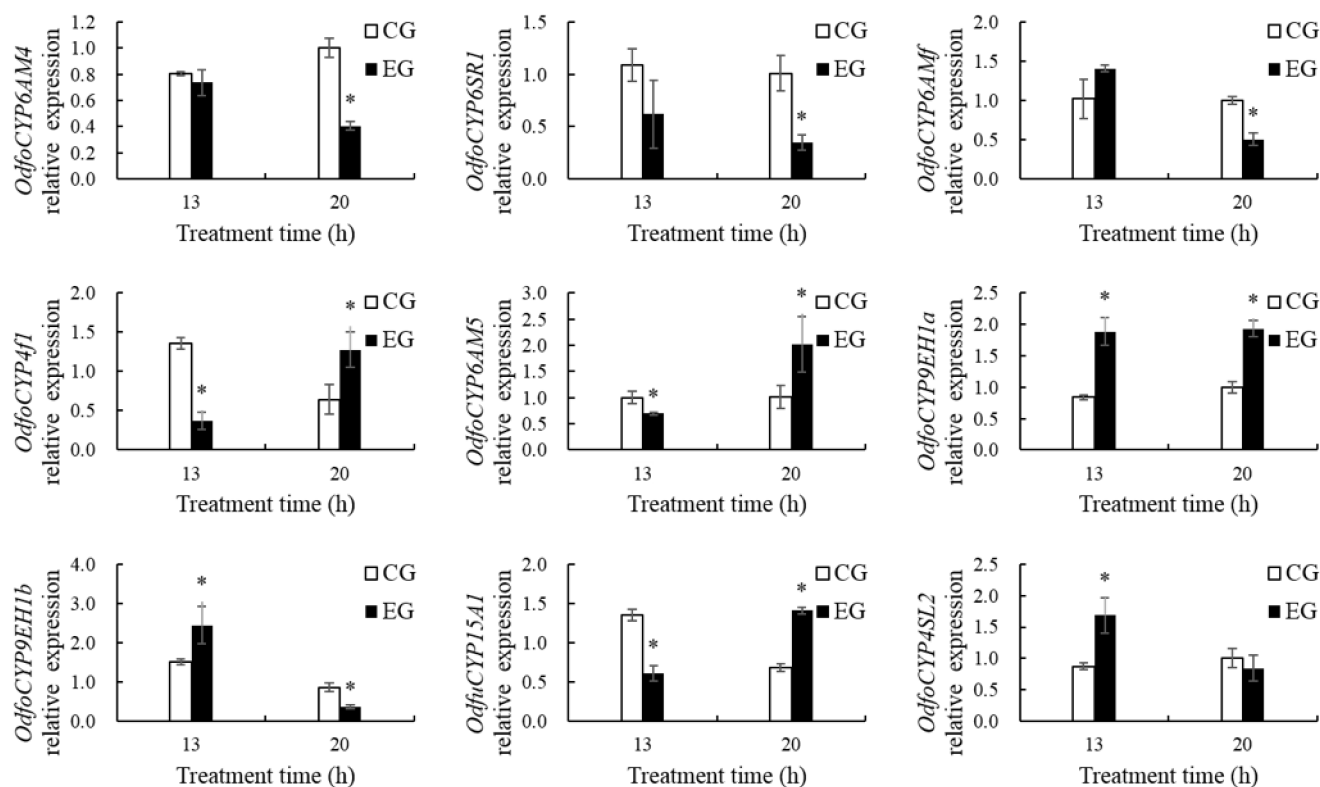 OdfoCYP6AM4
relative expression
1.2
1.0
0.8
0.6
0.4
0.2
0.0
CG
EG
*
13
20
Treatment time (h)
OdfoCYP6SR1
relative expression
1.5
1.0
0.5
0.0
CG
EG
*
13
20
Treatment time (h)
OdfoCYP6AMf
relative expression
2.0
1.5
1.0
0.5
0.0
CG
EG
*
13
20
Treatment time (h)
OdfoCYP4f1
relative expression
2.0
1.5
1.0
0.5
0.0
CG
EG
*
*
13
20
Treatment time (h)
OdfoCYP6AM5
relative expression
3.0
2.5
2.0
1.5
1.0
0.5
0.0
CG
EG
*
*
13
20
Treatment time (h)
OdfoCYP9EH1a
relative expression
2.5
2.0
1.5
1.0
0.5
0.0
CG
EG
*
*
13
20
Treatment time (h)
OdfoCYP9EH1b
relative expression
4.0
3.0
2.0
1.0
0.0
CG
EG
*
*
13
20
Treatment time (h)
OdfuCYP15A1
relative expression
2.0
1.5
1.0
0.5
0.0
CG
EG
*
*
13
20
Treatment time (h)
OdfoCYP4SL2
relative expression
2.5
2.0
1.5
1.0
0.5
0.0
CG
EG
*
13
20
Treatment time (h)